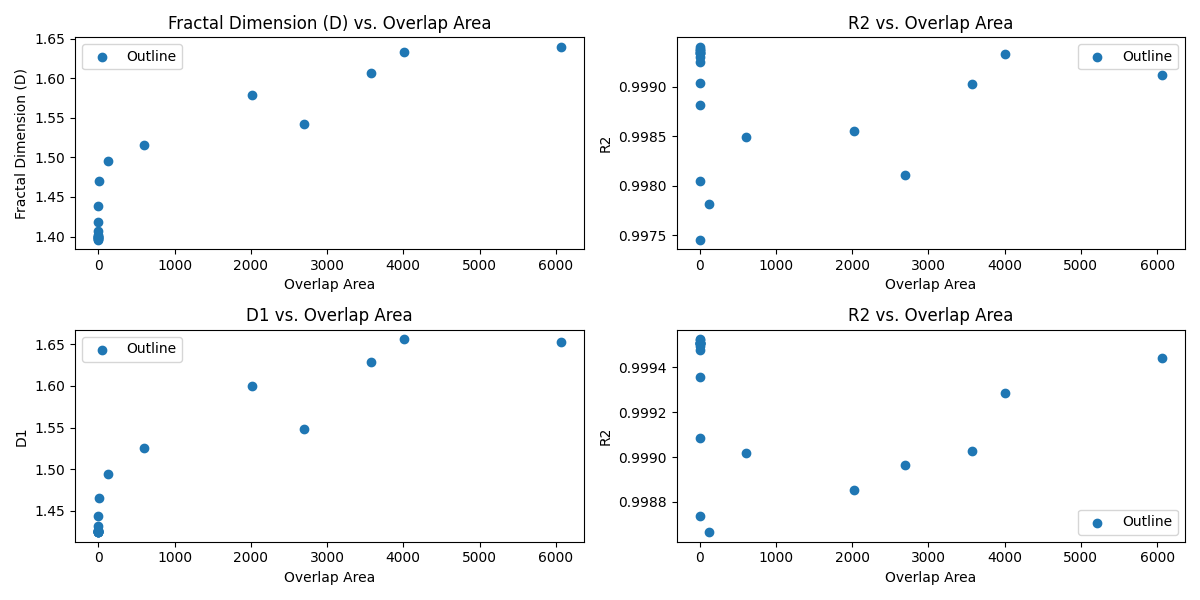 Fractal Dimension (D) vs. Overlap Area
Fractal Dimension (D)
1.65
1.60
1.55
1.50
1.45
1.40
Outline
0 1000 2000 3000 4000 5000 6000
Overlap Area
R2 vs. Overlap Area
R2
0.9990
0.9985
0.9980
0.9975
Outline
0 1000 2000 3000 4000 5000 6000
Overlap Area
D1 vs. Overlap Area
D1
1.65
1.60
1.55
1.50
1.45
Outline
0 1000 2000 3000 4000 5000 6000
Overlap Area
R2 vs. Overlap Area
R2
0.9994
0.9992
0.9990
0.9988
Outline
0 1000 2000 3000 4000 5000 6000
Overlap Area